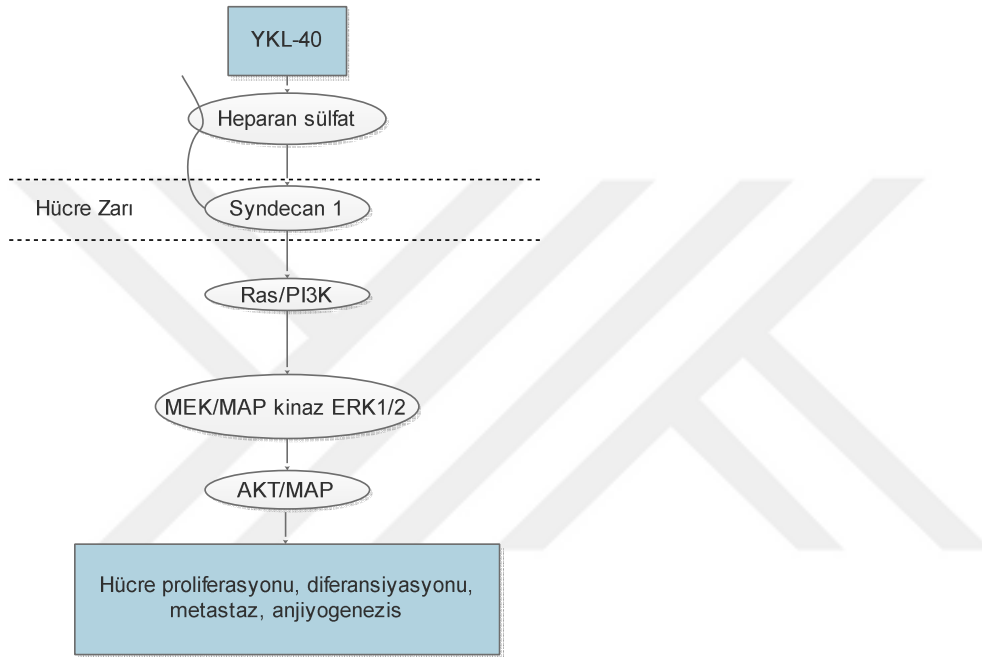 YKL-40
Heparan sülfat
Hücre Zarı
Syndecan 1
Ras/PI3K
MEK/MAP kinaz ERK1/2
AKT/MAP
Hücre proliferasyonu, diferansiyasyonu,
metastaz, anjiyogenezis